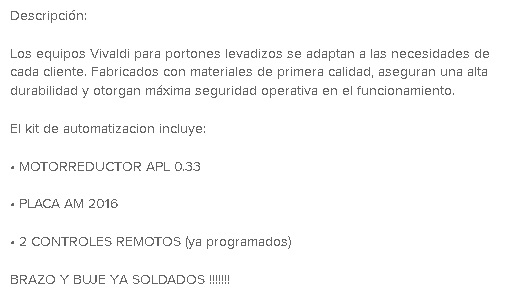 Descripción:
Los equipos Vivaldi para portones levadizos se adaptan a las necesidades de
cada cliente. Fabricados con materiales de primera calidad, aseguran una alta
durabilidad y otorgan máxima seguridad operativa en el funcionamiento.
El kit de automatizacion incluye:
• MOTORREDUCTOR APL 0.33
• PLACA AM 2016
• 2 CONTROLES REMOTOS (ya programados)
BRAZO Y BUJE YA SOLDADOS !!!!!!!